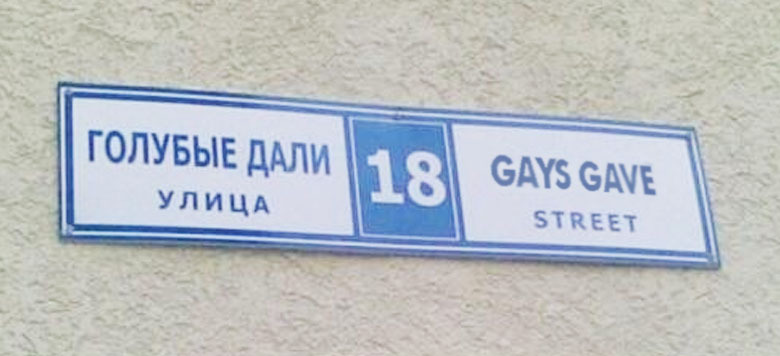 ГОЛУБЫЕ ДАЛИ
УЛИЦА
18
GAYS GAVE
STREET